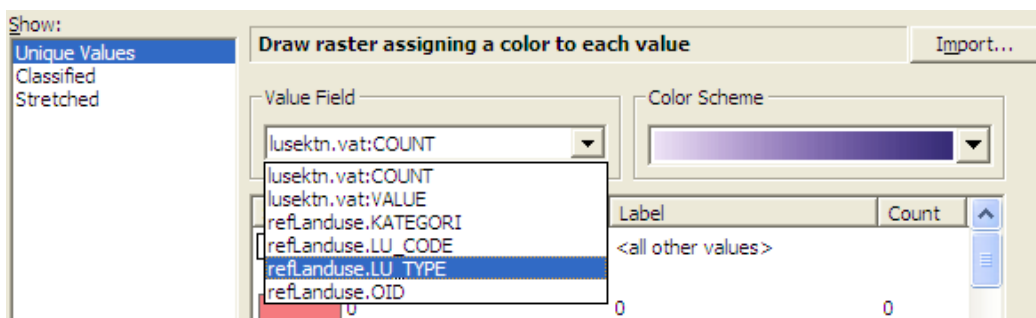 Show:
Unique Values
Classified
Stretched
Draw raster assigning a color to each value
Import...
Value Field
Color Scheme
lusektn.vat:COUNT
lusektn.vat:COUNT
lusektn.vat:VALUE
refLanduse.KATEGORI
refLanduse.LU_CODE
refLanduse.LU_TYPE
refLanduse.OID
Label Count
<all other values>
0 0 0